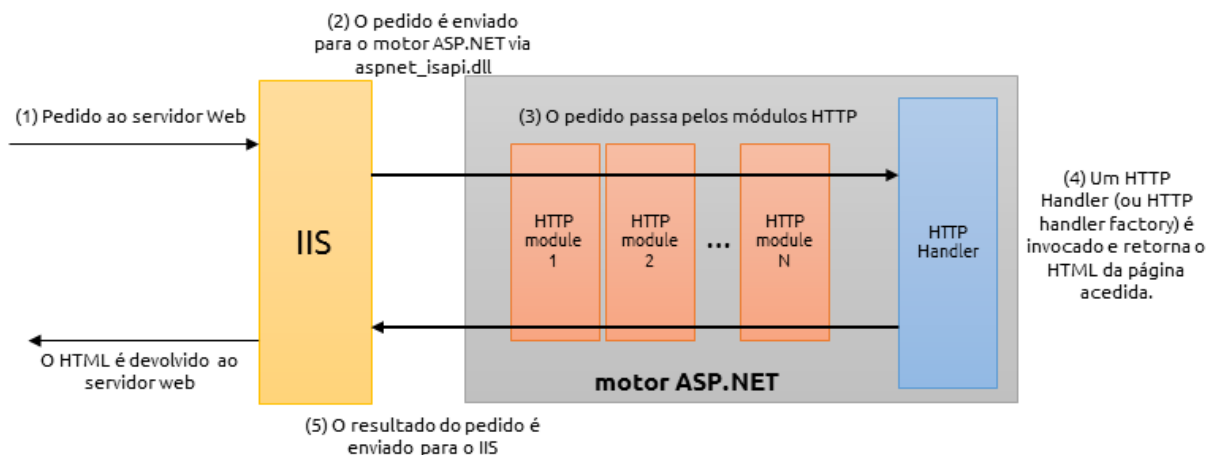 (2) O pedido é enviado
para o motor ASP.NET via
aspnet_isapi.dll
(1) Pedido ao servidor Web
(3) O pedido passa pelos módulos HTTP
IIS
HTTP
module
1
HTTP
module
2
...
HTTP
module
N
HTTP
Handler
(4) Um HTTP
Handler (ou HTTP
handler factory) é
invocado e retorna o
HTML da página
acedida.
O HTML é devolvido ao
servidor web
motor ASP.NET
(5) O resultado do pedido é
enviado para o IIS